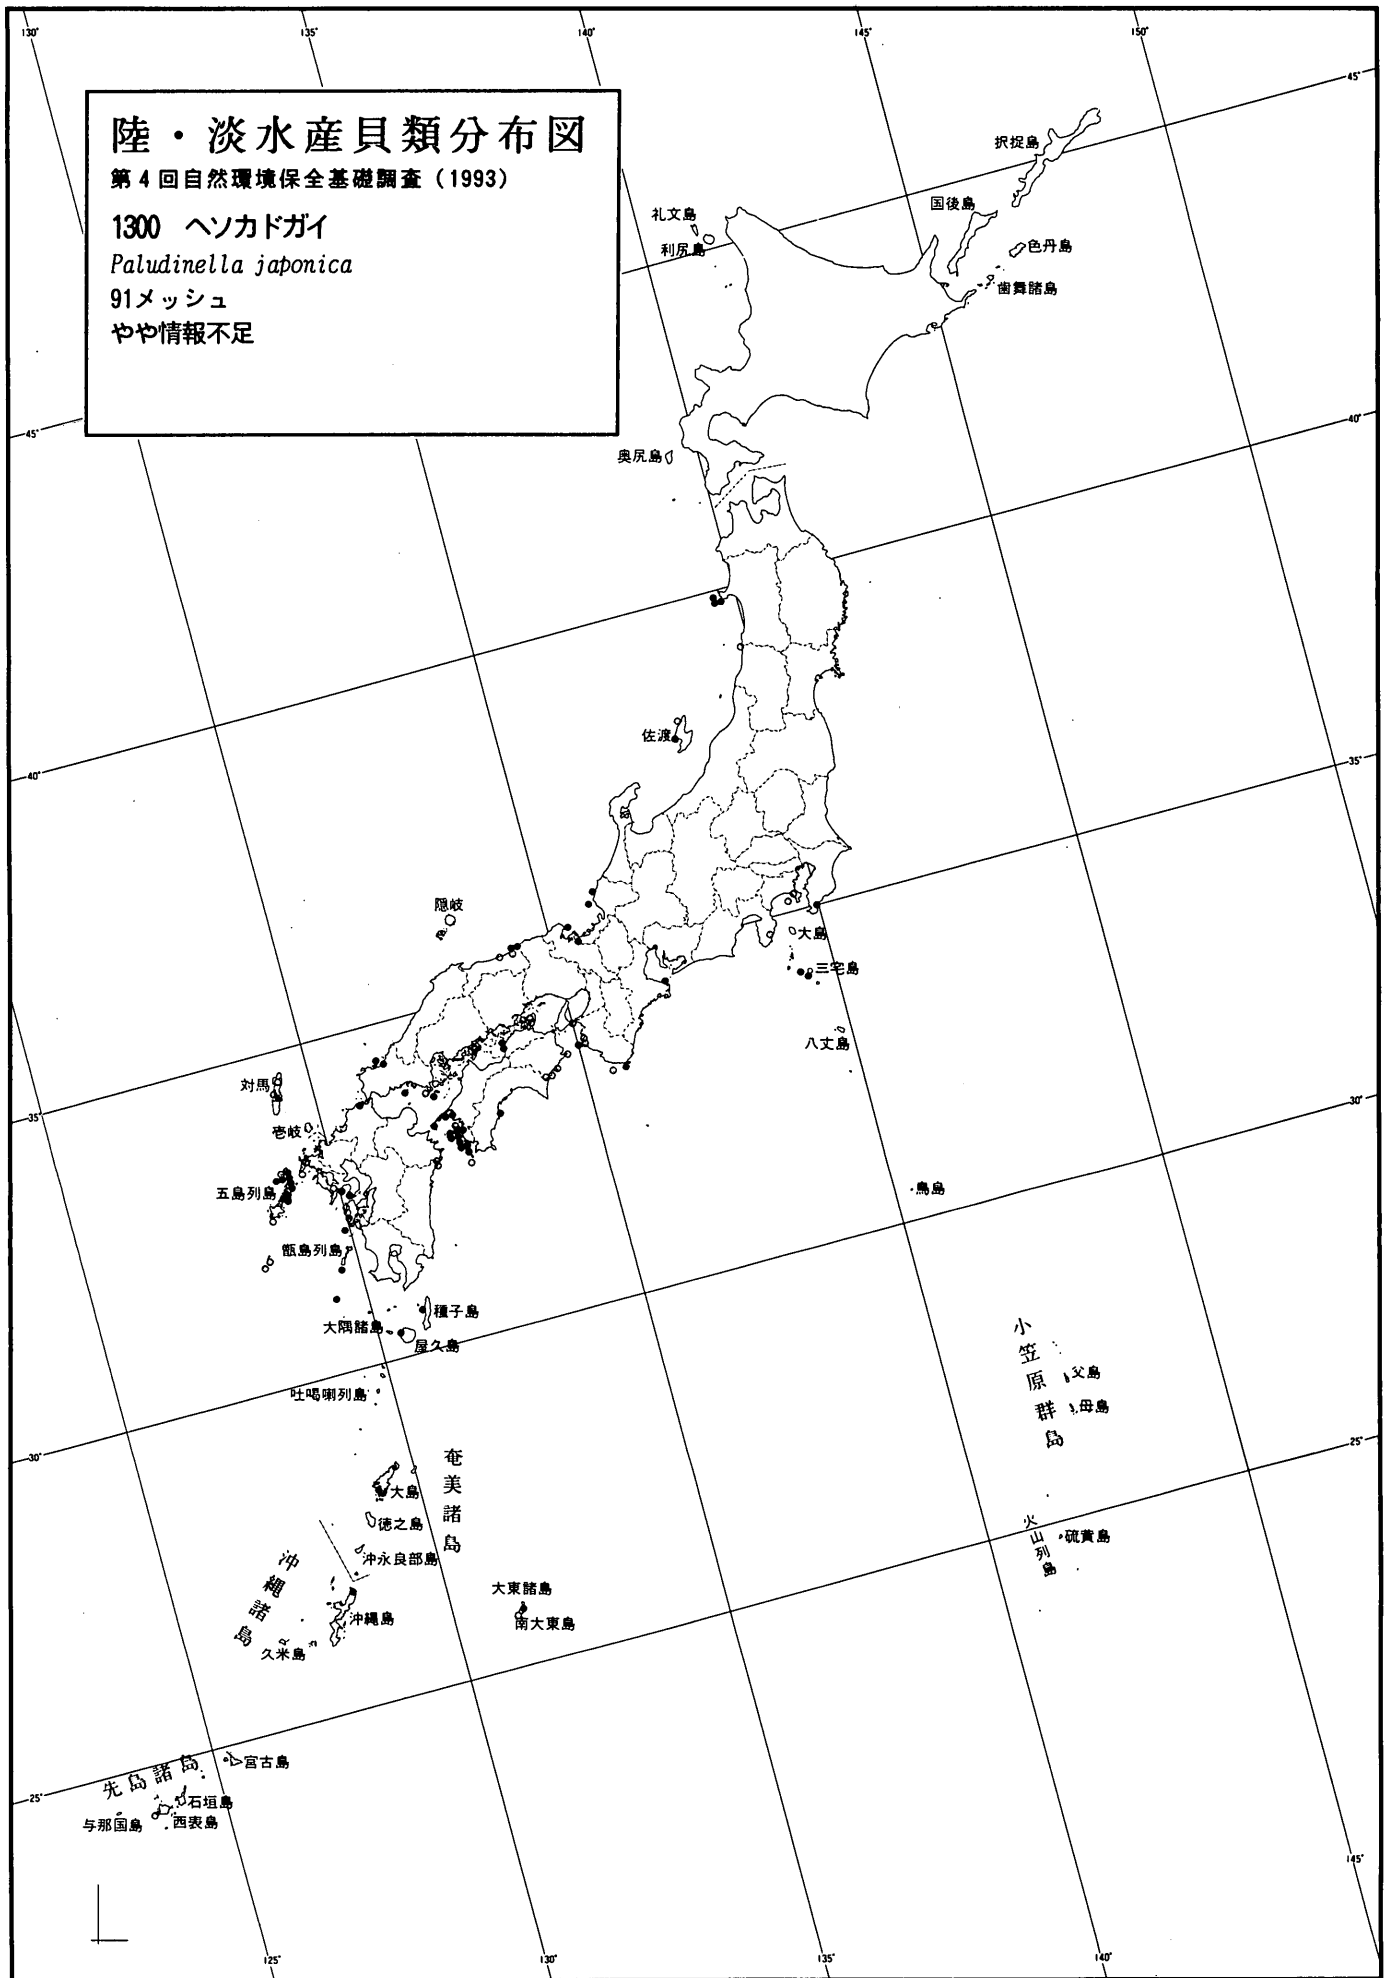 陸・淡水産貝類分布図
第4回自然環境保全基礎調査（1993）
1300　ヘソカドガイ
Paludinella japonica
91メッシュ
やや情報不足
130°
135°
140°
145°
150°
45°
40°
35°
30°
25°
145°
45°
40°
35°
30°
25°
125°
130°
135°
140°
択捉島
国後島
色丹島
歯舞諸島
礼文島
利尻島
奥尻島
佐渡
隠岐
大島
三宅島
八丈島
対馬
壱岐
五島列島
甑島列島
種子島
大隅諸島
屋久島
吐噶喇列島
鳥島
小笠原群島
父島
母島
火山列島
硫黄島
奄美諸島
大島
徳之島
沖永良部島
沖縄諸島
沖縄島
久米島
大東諸島
南大東島
先島諸島
宮古島
石垣島
西表島
与那国島